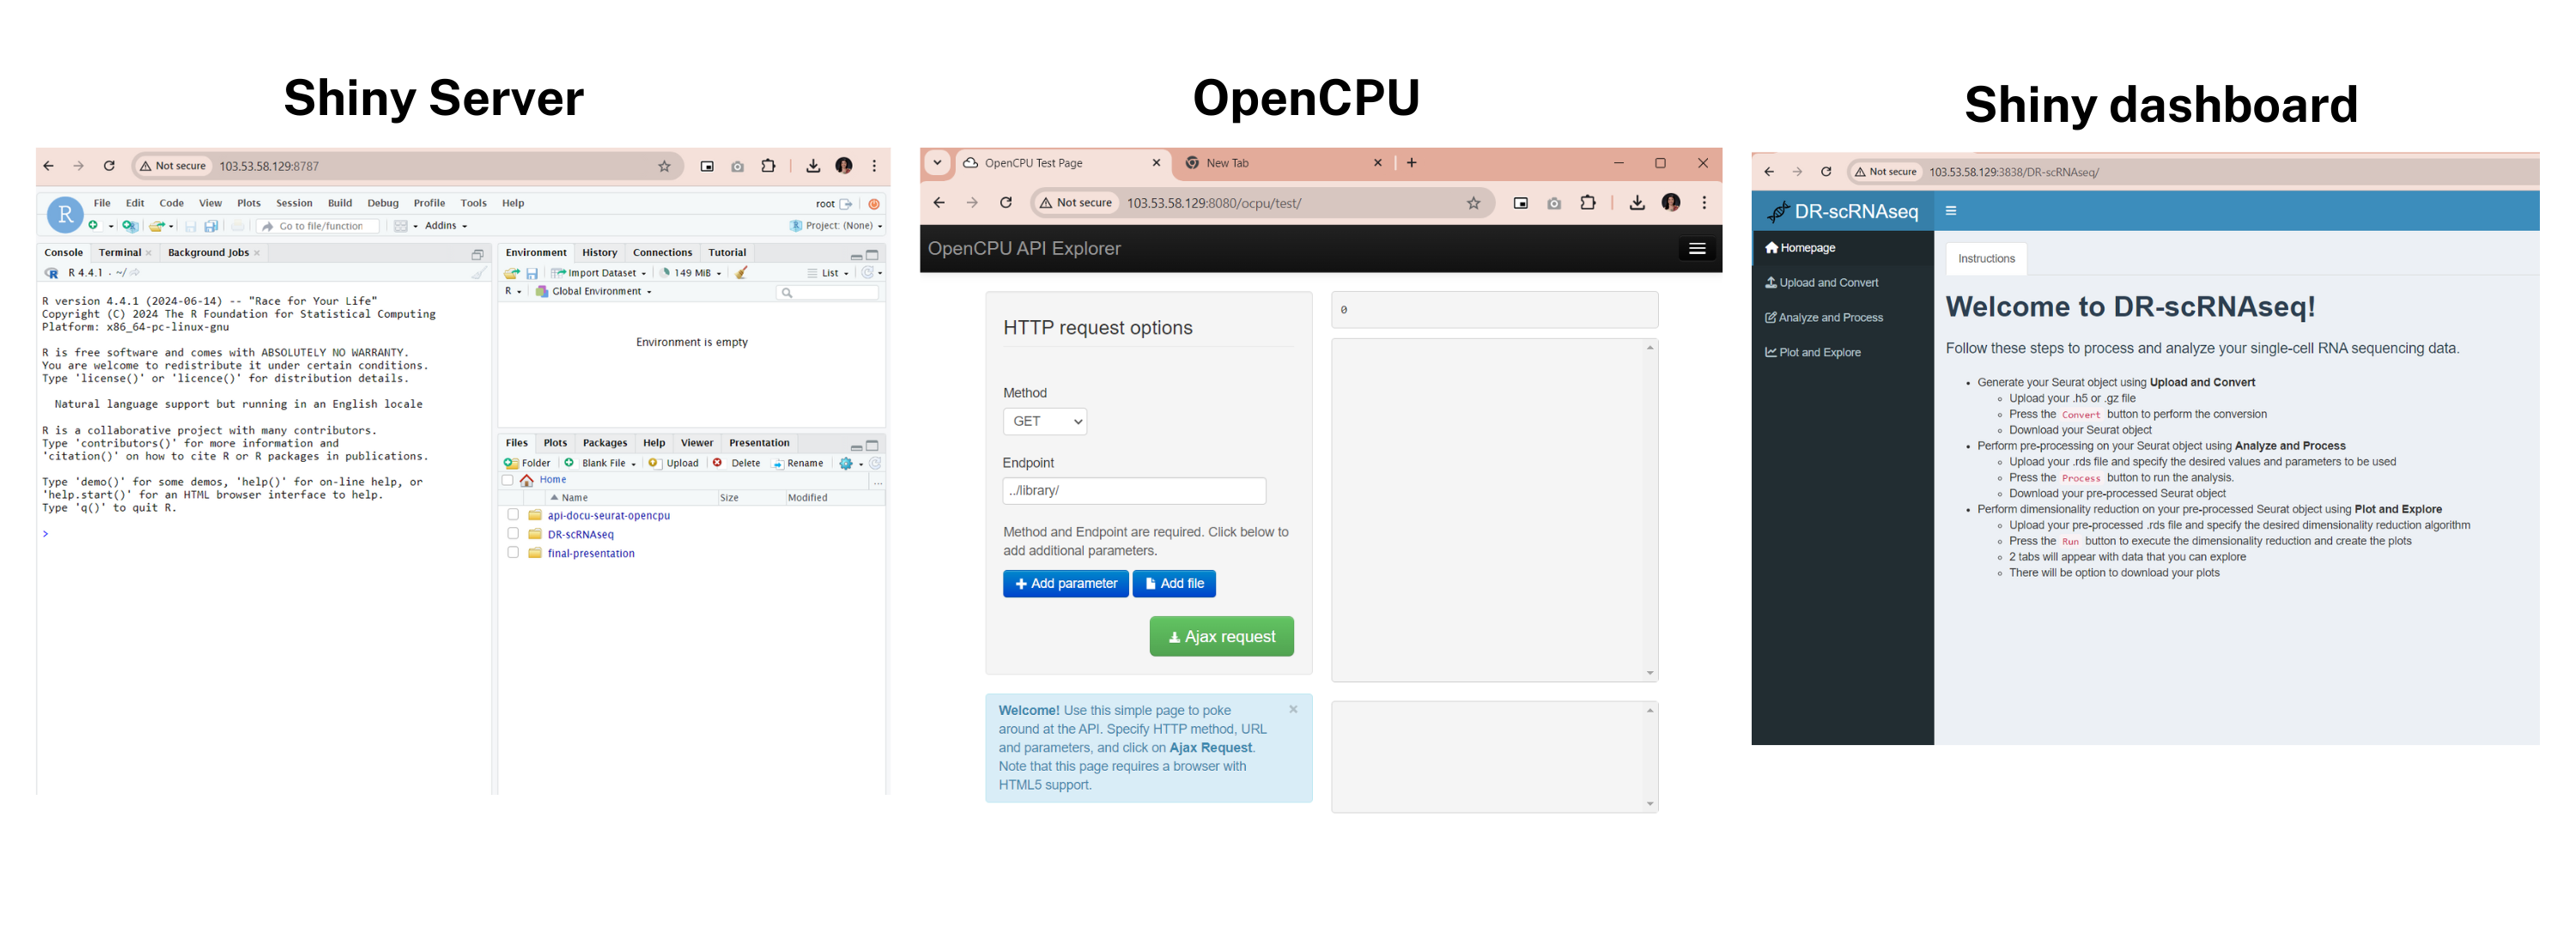 Shiny Server
Not secure 103.53.58.129:8787
File Edit Code View Plots Session Build Debug Profile Tools Help
root
R
Go to file/function
Addins
Project: (None)
Console Terminal Background Jobs
R 4.4.1 · ~/
R version 4.4.1 (2024-06-14) -- "Race for Your Life"
Copyright (C) 2024 The R Foundation for Statistical Computing
Platform: x86_64-pc-linux-gnu
R is free software and comes with ABSOLUTELY NO WARRANTY.
You are welcome to redistribute it under certain conditions.
Type 'license()' or 'licence()' for distribution details.
Natural language support but running in an English locale
R is a collaborative project with many contributors.
Type 'contributors()' for more information and
'citation()' on how to cite R or R packages in publications.
Type 'demo()' for some demos, 'help()' for on-line help, or
'help.start()' for an HTML browser interface to help.
Type 'q()' to quit R.
>
Environment History Connections Tutorial
Import Dataset 149 MiB List
R Global Environment
Environment is empty
Files Plots Packages Help Viewer Presentation
Folder Blank File Upload Delete Rename
Home ...
Name Size Modified
api-docu-seurat-opencpu
DR-scRNAseq
final-presentation
OpenCPU
OpenCPU Test Page New Tab
Not secure 103.53.58.129:8080/ocpu/test/
OpenCPU API Explorer
HTTP request options
Method
GET
Endpoint
../library/
Method and Endpoint are required. Click below to
add additional parameters.
Add parameter Add file
Ajax request
Welcome! Use this simple page to poke
around at the API. Specify HTTP method, URL
and parameters, and click on Ajax Request.
Note that this page requires a browser with
HTML5 support.
0
Shiny dashboard
Not secure 103.53.58.129:3838/DR-scRNAseq/
DR-scRNAseq
Homepage
Upload and Convert
Analyze and Process
Plot and Explore
Instructions
Welcome to DR-scRNAseq!
Follow these steps to process and analyze your single-cell RNA sequencing data.
• Generate your Seurat object using Upload and Convert
◦ Upload your .h5 or .gz file
◦ Press the Convert button to perform the conversion
◦ Download your Seurat object
• Perform pre-processing on your Seurat object using Analyze and Process
◦ Upload your .rds file and specify the desired values and parameters to be used
◦ Press the Process button to run the analysis.
◦ Download your pre-processed Seurat object
• Perform dimensionality reduction on your pre-processed Seurat object using Plot and Explore
◦ Upload your pre-processed .rds file and specify the desired dimensionality reduction algorithm
◦ Press the Run button to execute the dimensionality reduction and create the plots
◦ 2 tabs will appear with data that you can explore
◦ There will be option to download your plots